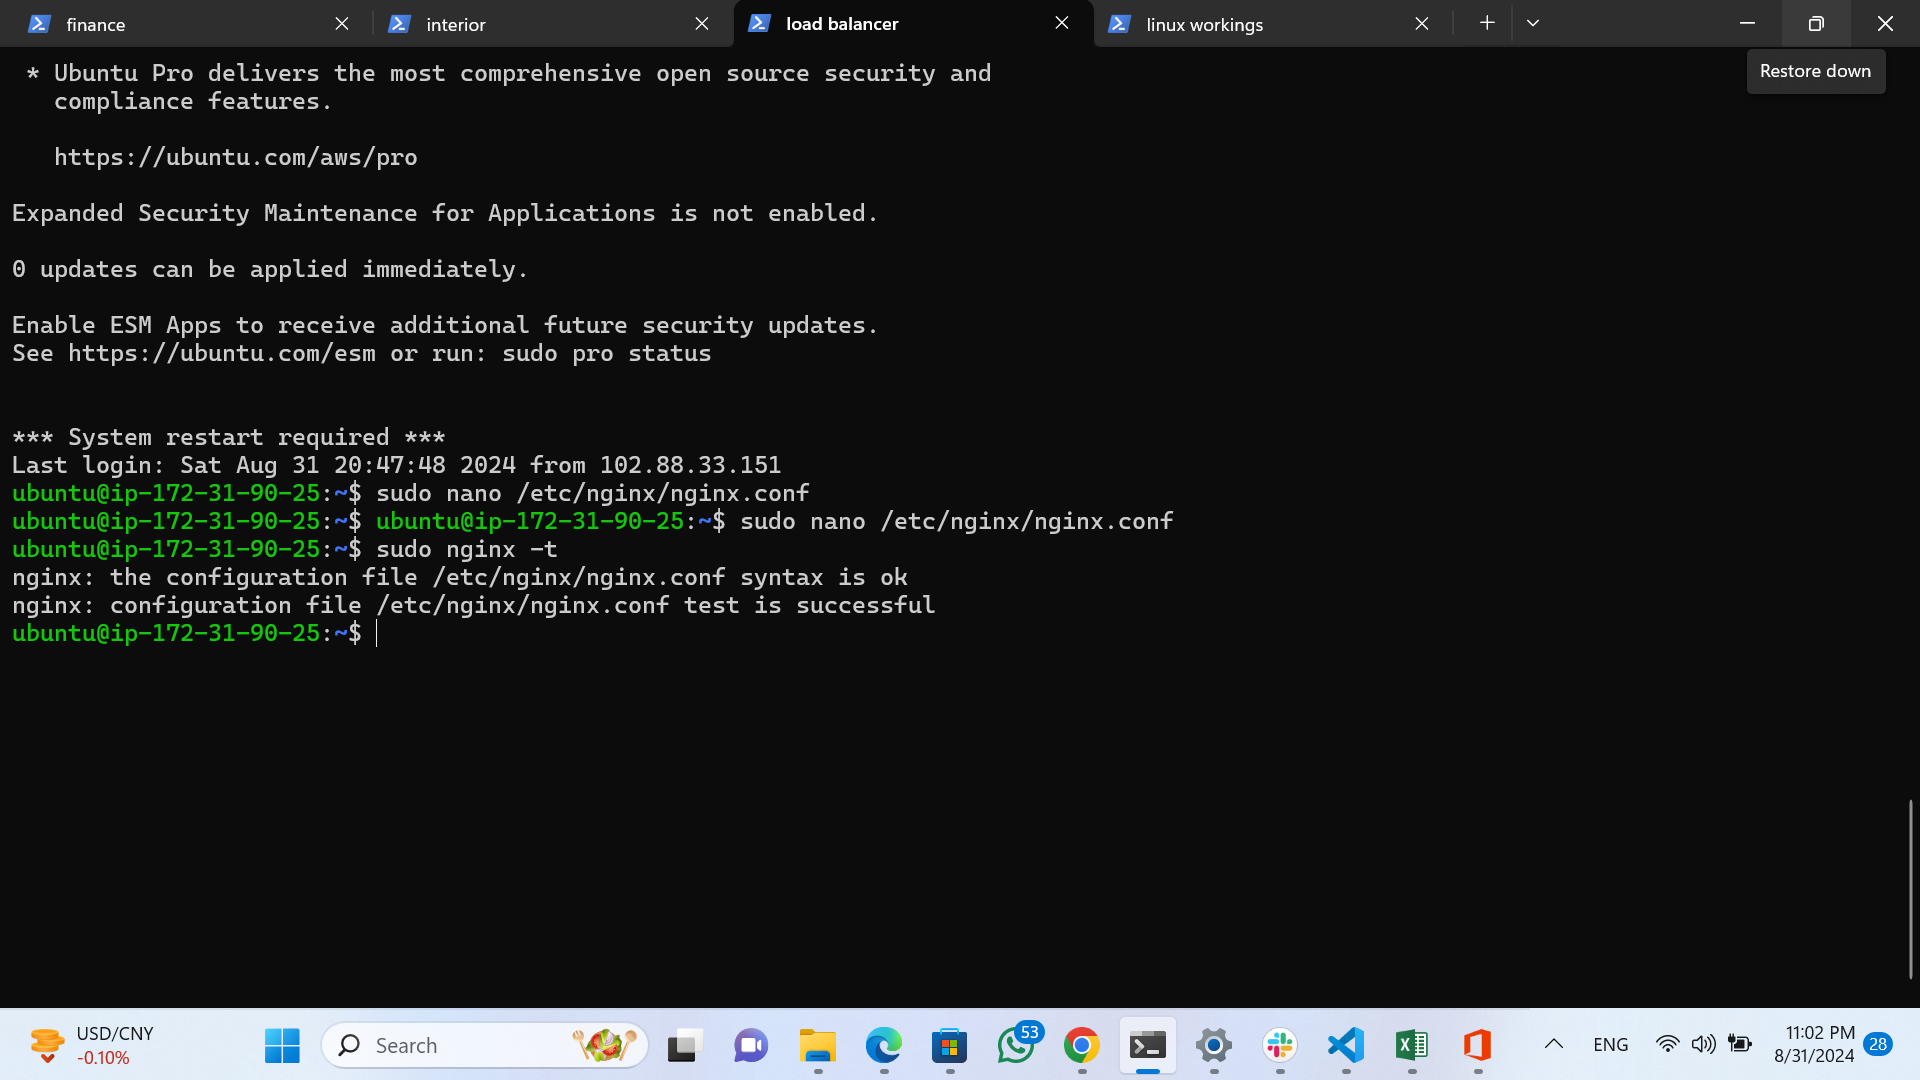 finance
interior
load balancer
linux workings
Restore down
* Ubuntu Pro delivers the most comprehensive open source security and
compliance features.
https://ubuntu.com/aws/pro
Expanded Security Maintenance for Applications is not enabled.
0 updates can be applied immediately.
Enable ESM Apps to receive additional future security updates.
See https://ubuntu.com/esm or run: sudo pro status
*** System restart required ***
Last login: Sat Aug 31 20:47:48 2024 from 102.88.33.151
ubuntu@ip-172-31-90-25:~$ sudo nano /etc/nginx/nginx.conf
ubuntu@ip-172-31-90-25:~$ ubuntu@ip-172-31-90-25:~$ sudo nano /etc/nginx/nginx.conf
ubuntu@ip-172-31-90-25:~$ sudo nginx -t
nginx: the configuration file /etc/nginx/nginx.conf syntax is ok
nginx: configuration file /etc/nginx/nginx.conf test is successful
ubuntu@ip-172-31-90-25:~$
USD/CNY
-0.10%
Search
53
ENG
11:02 PM
8/31/2024
28